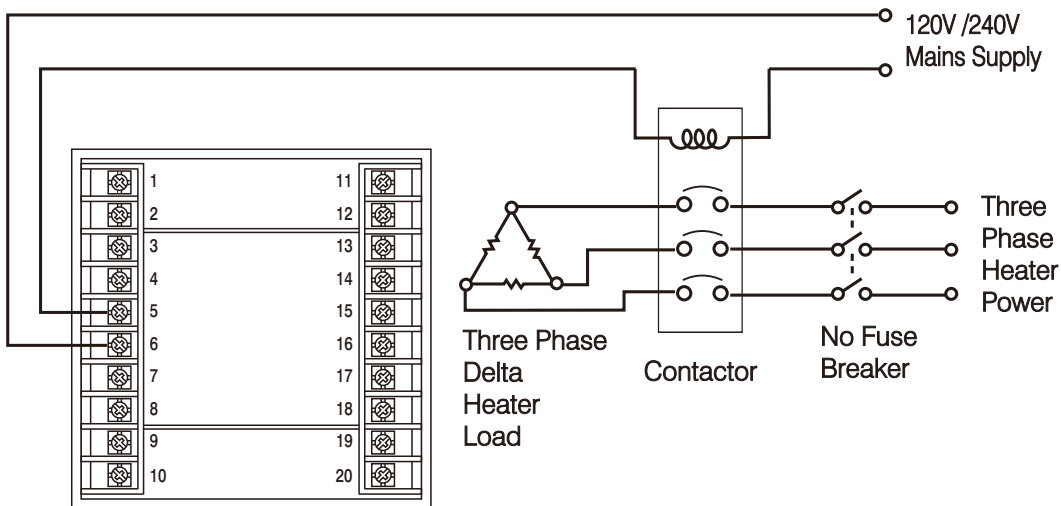 120V /240V
Mains Supply
1
2
3
4
5
6
7
8
9
10
11
12
13
14
15
16
17
18
19
20
Three Phase
Delta
Heater
Load
Contactor
No Fuse
Breaker
Three
Phase
Heater
Power